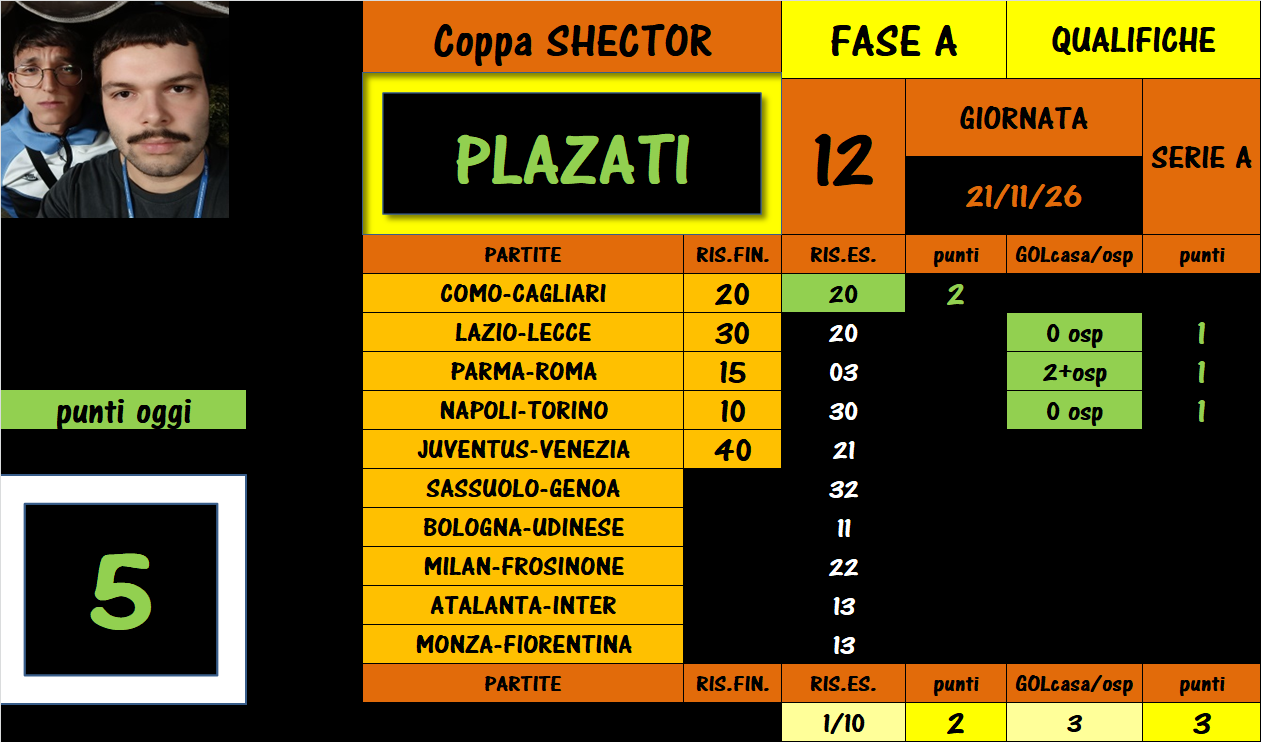 Coppa SHECTOR FASE A QUALIFICHE
PLAZATI 12 GIORNATA SERIE A
21/11/26
PARTITE RIS.FIN. RIS.ES. punti GOLcasa/osp punti
COMO-CAGLIARI 20 20 2
LAZIO-LECCE 30 20 0 osp 1
PARMA-ROMA 15 03 2+osp 1
NAPOLI-TORINO 10 30 0 osp 1
JUVENTUS-VENEZIA 40 21
SASSUOLO-GENOA 32
BOLOGNA-UDINESE 11
MILAN-FROSINONE 22
ATALANTA-INTER 13
MONZA-FIORENTINA 13
PARTITE RIS.FIN. RIS.ES. punti GOLcasa/osp punti
1/10 2 3 3
punti oggi
5